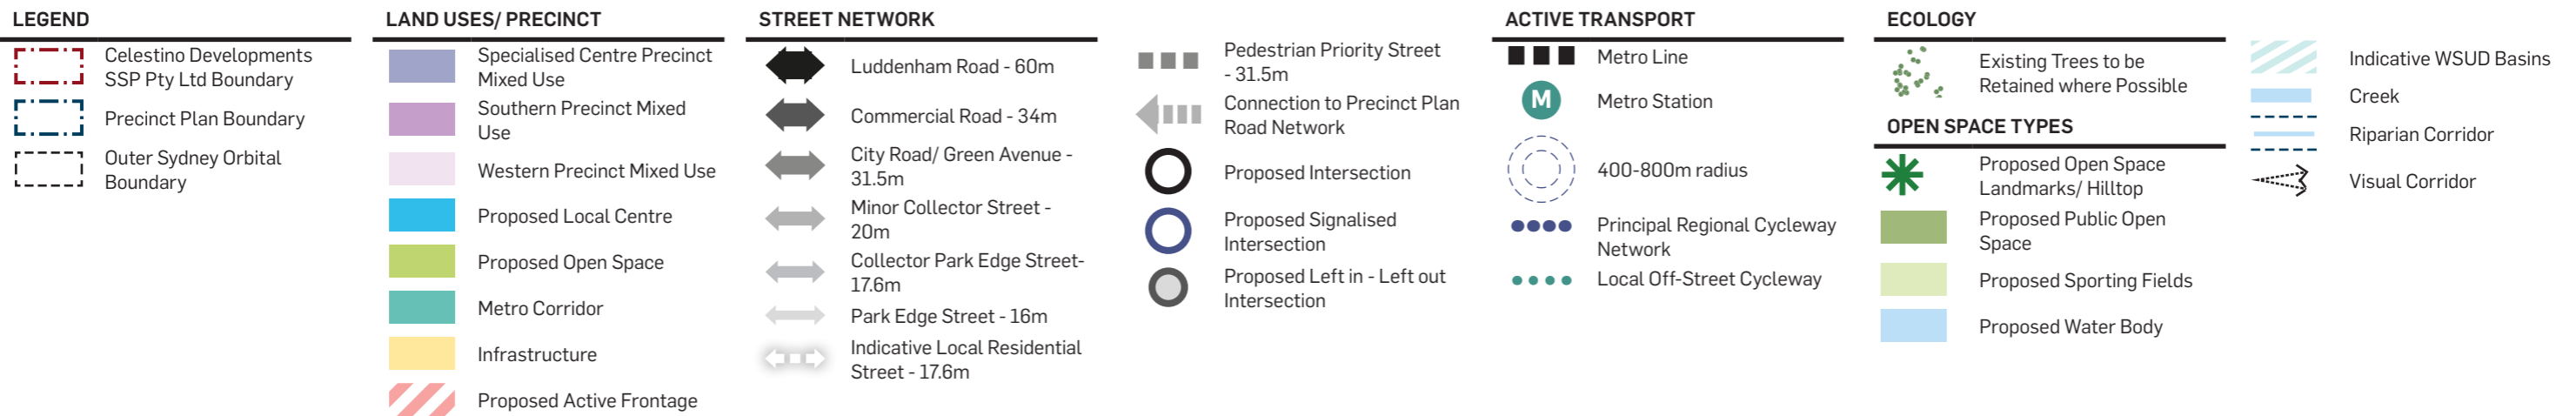 LEGEND
Celestino Developments
SSP Pty Ltd Boundary
Precinct Plan Boundary
Outer Sydney Orbital
Boundary
LAND USES/ PRECINCT
Specialised Centre Precinct
Mixed Use
Southern Precinct Mixed
Use
Western Precinct Mixed Use
Proposed Local Centre
Proposed Open Space
Metro Corridor
Infrastructure
Proposed Active Frontage
STREET NETWORK
Luddenham Road - 60m
Commercial Road - 34m
City Road/ Green Avenue -
31.5m
Minor Collector Street -
20m
Collector Park Edge Street-
17.6m
Park Edge Street - 16m
Indicative Local Residential
Street - 17.6m
Pedestrian Priority Street
- 31.5m
Connection to Precinct Plan
Road Network
Proposed Intersection
Proposed Signalised
Intersection
Proposed Left in - Left out
Intersection
ACTIVE TRANSPORT
Metro Line
M
Metro Station
400-800m radius
Principal Regional Cycleway
Network
Local Off-Street Cycleway
ECOLOGY
Existing Trees to be
Retained where Possible
OPEN SPACE TYPES
Proposed Open Space
Landmarks/ Hilltop
Proposed Public Open
Space
Proposed Sporting Fields
Proposed Water Body
Indicative WSUD Basins
Creek
Riparian Corridor
Visual Corridor